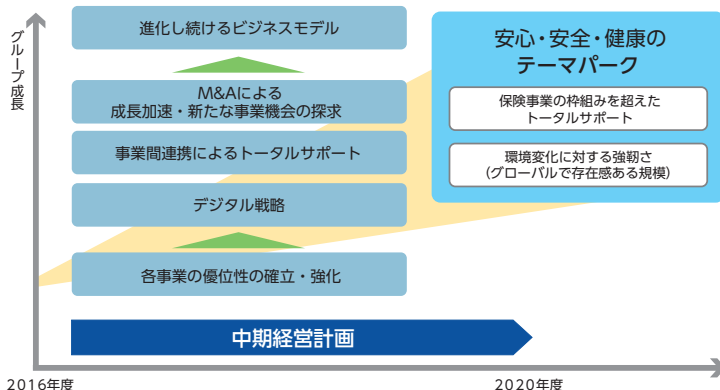 グループ成長
進化し続けるビジネスモデル
M&Aによる
成長加速・新たな事業機会の探求
事業間連携によるトータルサポート
デジタル戦略
各事業の優位性の確立・強化
安心・安全・健康の
テーマパーク
保険事業の枠組みを超えた
トータルサポート
環境変化に対する強靭さ
(グローバルで存在感ある規模)
中期経営計画
2016年度
2020年度